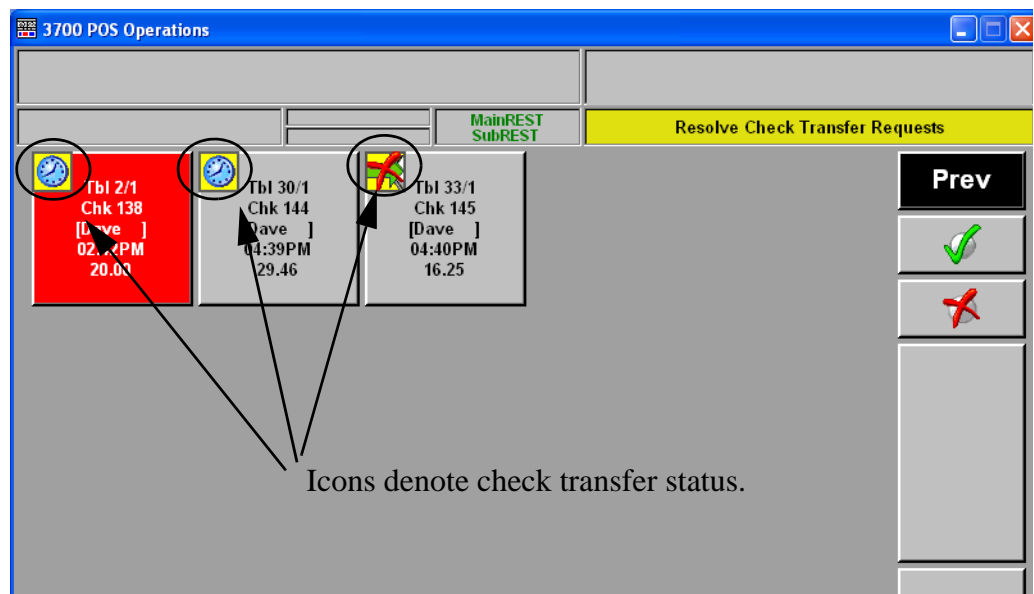 3700 POS Operations
MainREST
SubREST
Resolve Check Transfer Requests
Tbl 2/1
Chk 138
[Dave ]
20.00
Tbl 30/1
Chk 144
[Dave ]
04:39PM
29.46
Tbl 33/1
Chk 145
[Dave ]
04:40PM
16.25
Prev
Icons denote check transfer status.